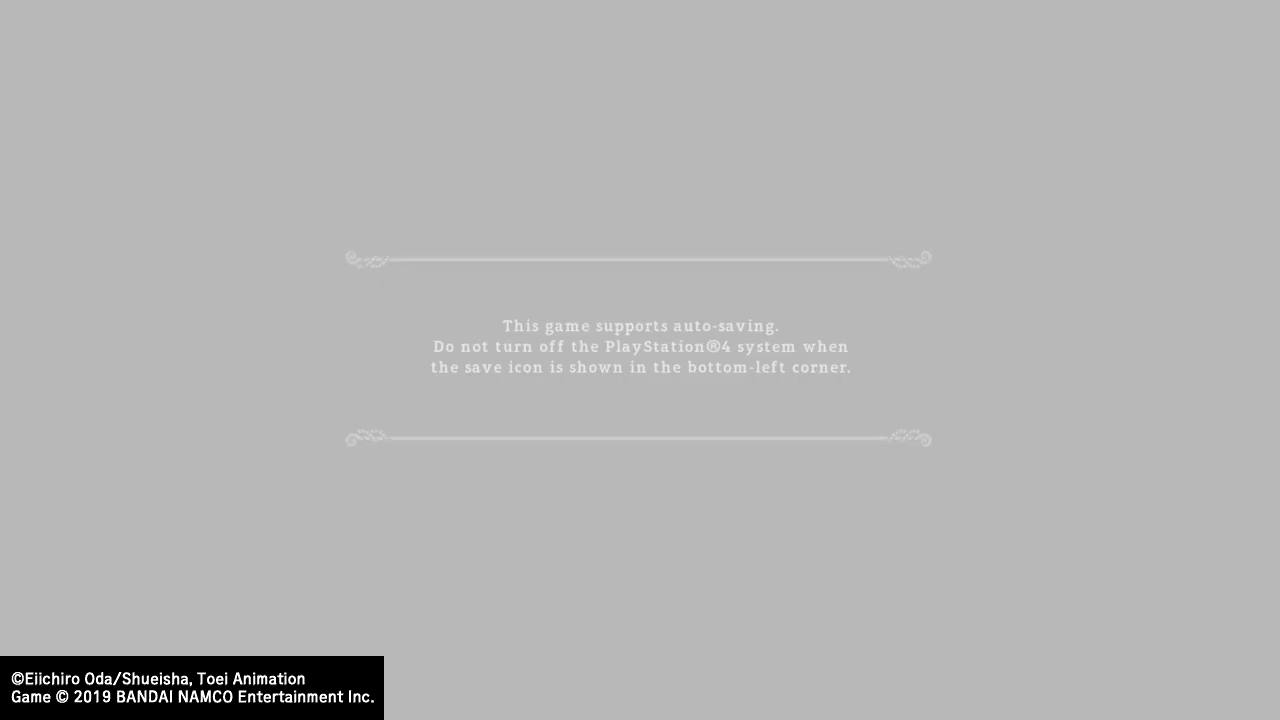 This game supports auto-saving.
Do not turn off the PlayStation®4 system when
the save icon is shown in the bottom-left corner.
©Eiichiro Oda/Shueisha, Toei Animation
Game © 2019 BANDAI NAMCO Entertainment Inc.